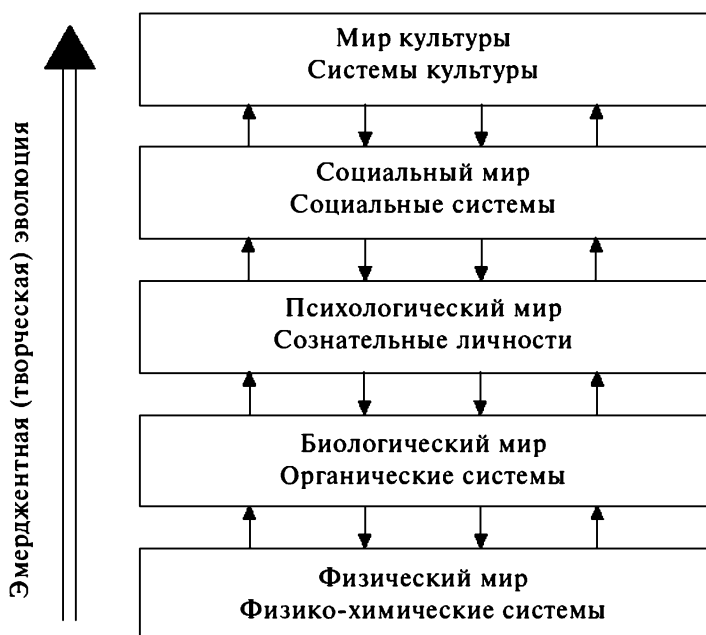 Мир культуры
Системы культуры
Социальный мир
Социальные системы
Психологический мир
Сознательные личности
Биологический мир
Органические системы
Физический мир
Физико-химические системы
Эмерджентная (творческая) эволюция